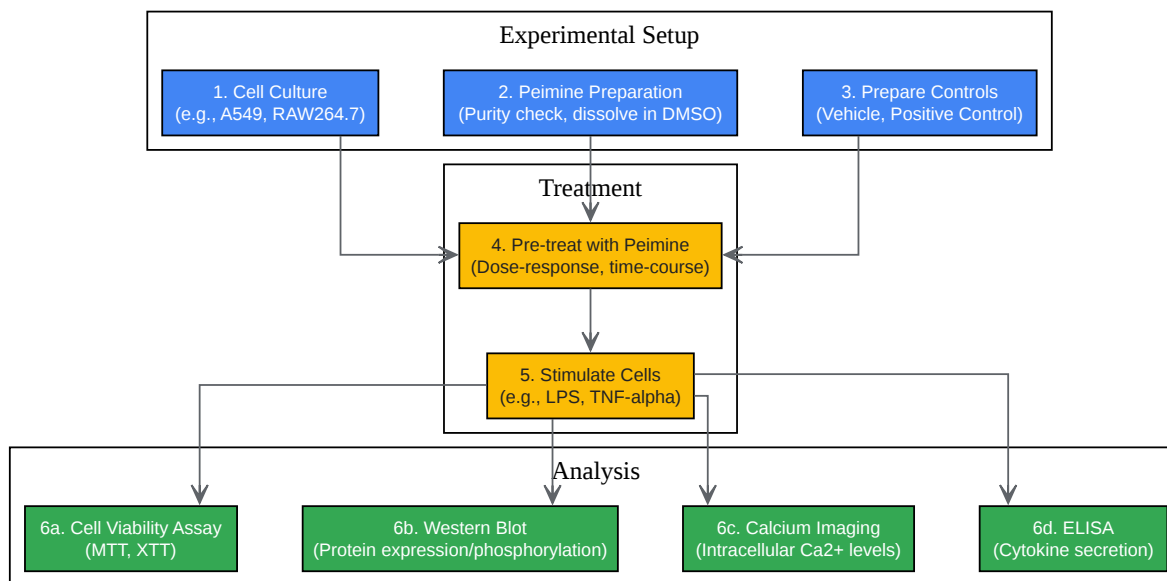 Experimental Setup
1. Cell Culture
(e.g., A549, RAW264.7)
2. Peimine Preparation
(Purity check, dissolve in DMSO)
3. Prepare Controls
(Vehicle, Positive Control)
Treatment
4. Pre-treat with Peimine
(Dose-response, time-course)
5. Stimulate Cells
(e.g., LPS, TNF-alpha)
Analysis
6a. Cell Viability Assay
(MTT, XTT)
6b. Western Blot
(Protein expression/phosphorylation)
6c. Calcium Imaging
(Intracellular Ca2+ levels)
6d. ELISA
(Cytokine secretion)